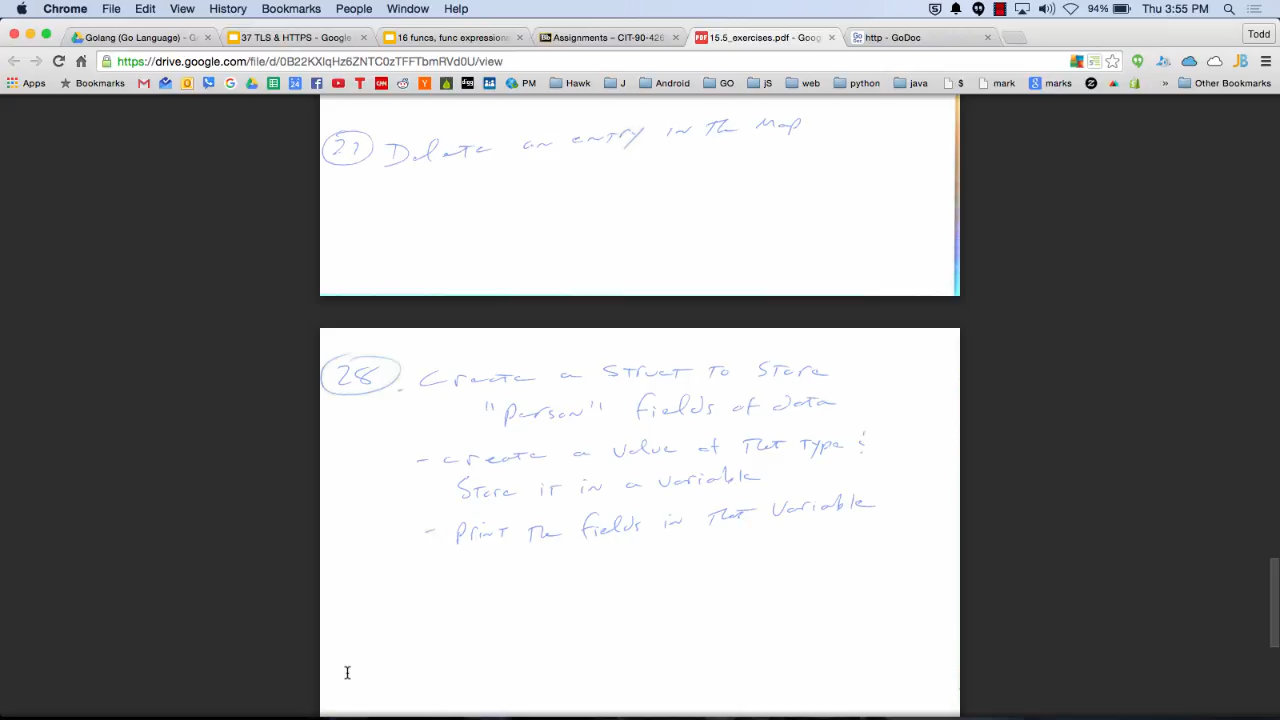 Chrome File Edit View History Bookmarks People Window Help 94% Thu 3:55 PM
Golang (Go Language) - G 37 TLS & HTTPS - Google 16 funcs, func expression Assignments – CIT-90-426 15.5_exercises.pdf - Goog http - GoDoc Todd
https://drive.google.com/file/d/0B22KXlqHz6ZNTC0zTFFTbmRVd0U/view
Apps Bookmarks PM Hawk J Android GO jS web python java $ mark marks » Other Bookmarks
27 Delete an entry in the Map
28. Create a struct to store
"person" fields of data
- create a value of that type &
store it in a variable
- print the fields in that variable